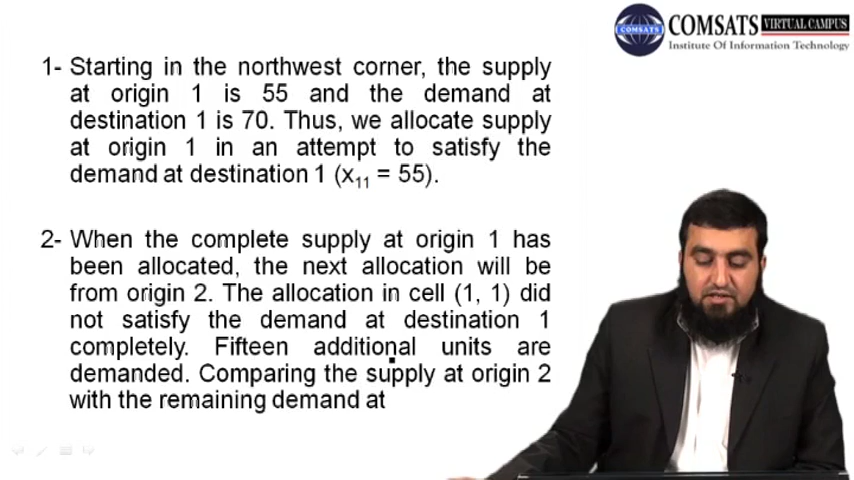 COMSATS VIRTUAL CAMPUS
COMSATS
Institute Of Information Technology
1- Starting in the northwest corner, the supply
at origin 1 is 55 and the demand at
destination 1 is 70. Thus, we allocate supply
at origin 1 in an attempt to satisfy the
demand at destination 1 (x₁₁ = 55).
2- When the complete supply at origin 1 has
been allocated, the next allocation will be
from origin 2. The allocation in cell (1, 1) did
not satisfy the demand at destination 1
completely. Fifteen additional units are
demanded. Comparing the supply at origin 2
with the remaining demand at